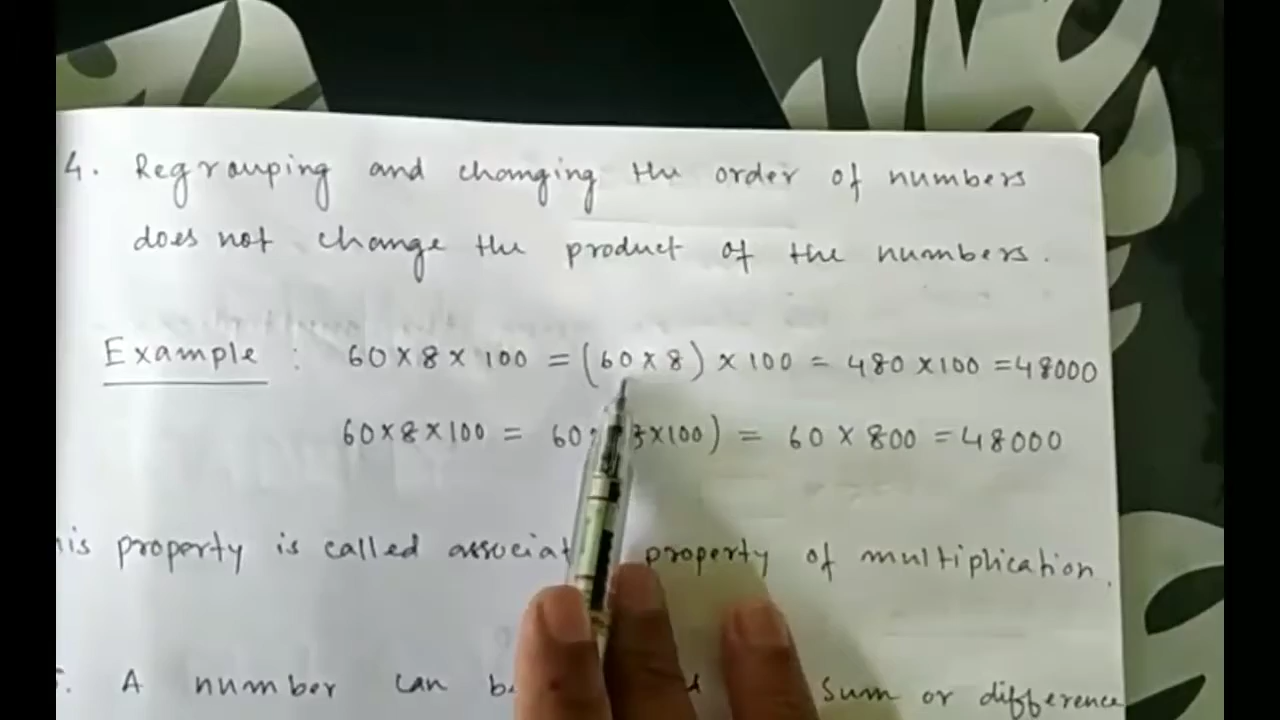 4. Regrouping and changing the order of numbers
does not change the product of the numbers.
Example : 60 × 8 × 100 = (60 × 8) × 100 = 480 × 100 = 48000
60 × 8 × 100 = 60 × 100) = 60 × 800 = 48000
property is called property of multiplication.
A number can sum or difference